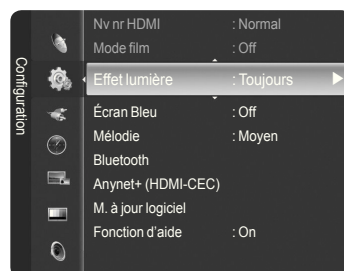 Configuration
Nv nr HDMI : Normal
Mode film : Off
Effet lumière : Toujours
Écran Bleu : Off
Mélodie : Moyen
Bluetooth
Anynet+ (HDMI-CEC)
M. à jour logiciel
Fonction d'aide : On